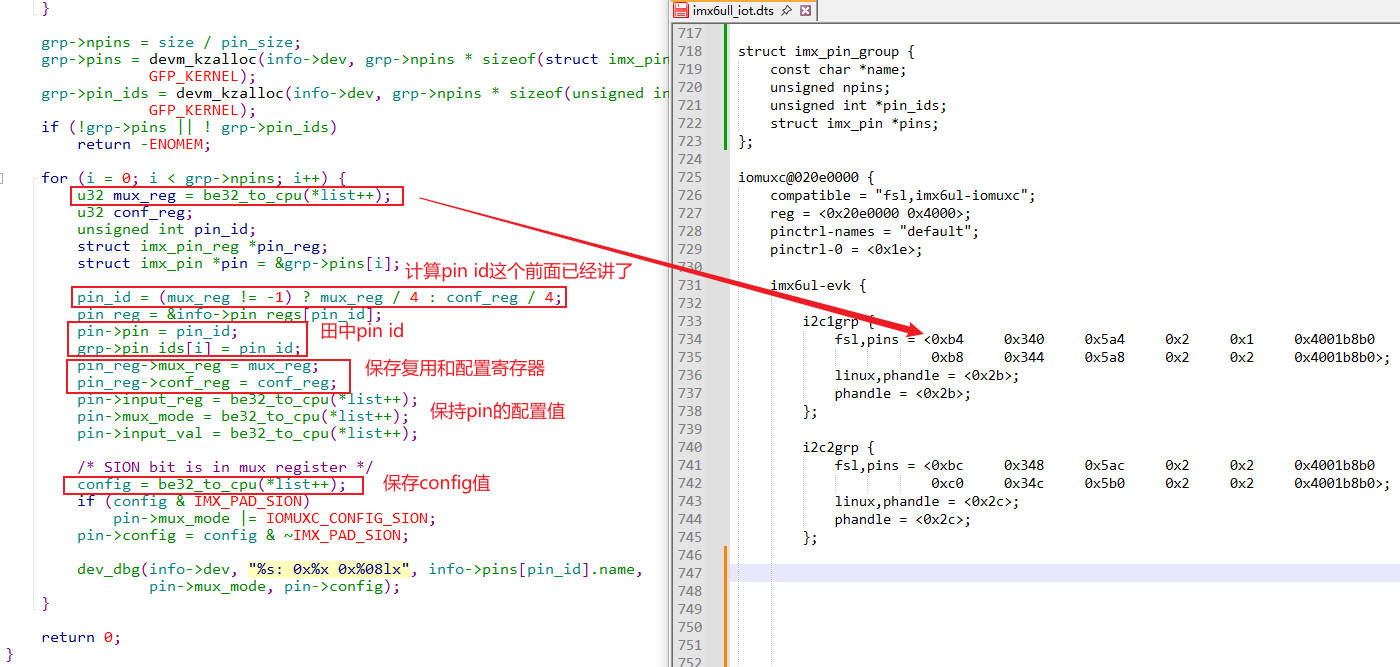 }
grp->npins = size / pin_size;
grp->pins = devm_kzalloc(info->dev, grp->npins * sizeof(struct imx_pin
GFP_KERNEL);
grp->pin_ids = devm_kzalloc(info->dev, grp->npins * sizeof(unsigned in
GFP_KERNEL);
if (!grp->pins || ! grp->pin_ids)
return -ENOMEM;
for (i = 0; i < grp->npins; i++) {
u32 mux_reg = be32_to_cpu(*list++);
u32 conf_reg;
unsigned int pin_id;
struct imx_pin_reg *pin_reg;
struct imx_pin *pin = &grp->pins[i];
计算pin id这个前面已经讲了
pin_id = (mux_reg != -1) ? mux_reg / 4 : conf_reg / 4;
pin_reg = &info->pin_regs[pin_id];
pin->pin = pin_id;
田中pin id
grp->pin_ids[i] = pin_id;
pin_reg->mux_reg = mux_reg;
保存复用和配置寄存器
pin_reg->conf_reg = conf_reg;
pin->input_reg = be32_to_cpu(*list++);
保持pin的配置值
pin->mux_mode = be32_to_cpu(*list++);
pin->input_val = be32_to_cpu(*list++);
/* SION bit is in mux register */
config = be32_to_cpu(*list++);
保存config值
if (config & IMX_PAD_SION)
pin->mux_mode |= IOMUXC_CONFIG_SION;
pin->config = config & ~IMX_PAD_SION;
dev_dbg(info->dev, "%s: 0x%x 0x%08lx", info->pins[pin_id].name,
pin->mux_mode, pin->config);
}
return 0;
}
imx6ull_iot.dts
717
718 struct imx_pin_group {
719 const char *name;
720 unsigned npins;
721 unsigned int *pin_ids;
722 struct imx_pin *pins;
723 };
724
725 iomuxc@020e0000 {
726 compatible = "fsl,imx6ul-iomuxc";
727 reg = <0x20e0000 0x4000>;
728 pinctrl-names = "default";
729 pinctrl-0 = <0x1e>;
730
731 imx6ul-evk {
732
733 i2c1grp {
734 fsl,pins = <0xb4 0x340 0x5a4 0x2 0x1 0x4001b8b0
735 0xb8 0x344 0x5a8 0x2 0x2 0x4001b8b0>;
736 linux,phandle = <0x2b>;
737 phandle = <0x2b>;
738 };
739
740 i2c2grp {
741 fsl,pins = <0xbc 0x348 0x5ac 0x2 0x2 0x4001b8b0
742 0xc0 0x34c 0x5b0 0x2 0x2 0x4001b8b0>;
743 linux,phandle = <0x2c>;
744 phandle = <0x2c>;
745 };
746
747
748
749
750
751
752